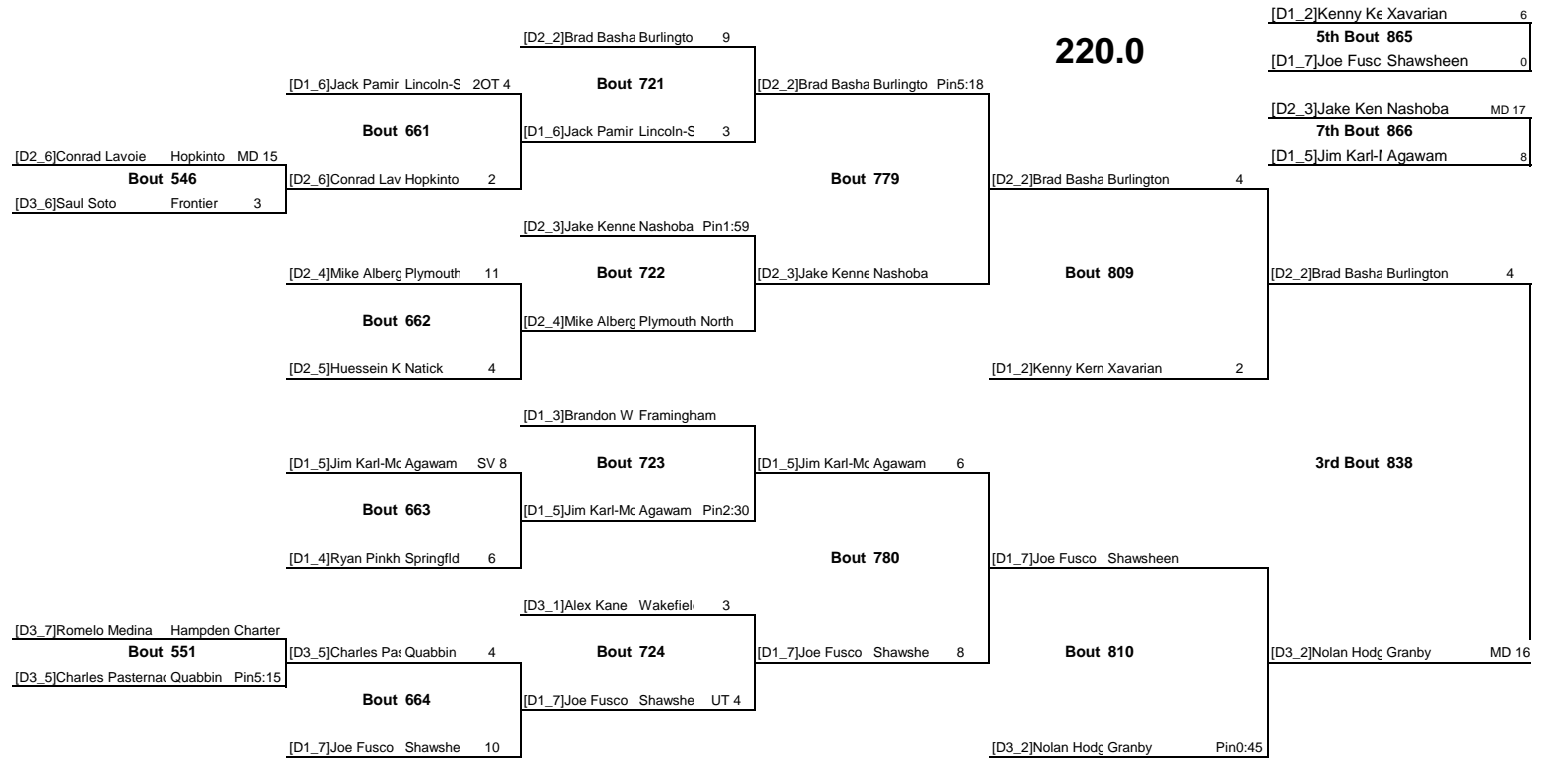 [D1_2]Kenny Ke Xavarian 6
[D2_2]Brad Basha Burlingto 9
5th Bout 865
220.0
[D1_7]Joe Fusc Shawsheen 0
[D1_6]Jack Pamir Lincoln-S 2OT 4
Bout 721
[D2_2]Brad Basha Burlingto Pin5:18
[D2_3]Jake Ken Nashoba MD 17
Bout 661
[D1_6]Jack Pamir Lincoln-S 3
7th Bout 866
[D2_6]Conrad Lavoie Hopkinto MD 15
[D1_5]Jim Karl-M Agawam 8
Bout 546
[D2_6]Conrad Lav Hopkinto 2
Bout 779
[D2_2]Brad Basha Burlington 4
[D3_6]Saul Soto Frontier 3
[D2_3]Jake Kenne Nashoba Pin1:59
[D2_4]Mike Alberg Plymouth 11
Bout 722
[D2_3]Jake Kenne Nashoba
Bout 809
[D2_2]Brad Basha Burlington 4
Bout 662
[D2_4]Mike Alberg Plymouth North
[D2_5]Huessein K Natick 4
[D1_2]Kenny Kern Xavarian 2
[D1_3]Brandon W Framingham
[D1_5]Jim Karl-Mc Agawam SV 8
Bout 723
[D1_5]Jim Karl-Mc Agawam 6
3rd Bout 838
Bout 663
[D1_5]Jim Karl-Mc Agawam Pin2:30
[D1_4]Ryan Pinkh Springfld 6
Bout 780
[D1_7]Joe Fusco Shawsheen
[D3_1]Alex Kane Wakefiel 3
[D3_7]Romelo Medina Hampden Charter
Bout 551
[D3_5]Charles Pas Quabbin 4
Bout 724
[D1_7]Joe Fusco Shawshe 8
Bout 810
[D3_2]Nolan Hodg Granby MD 16
[D3_5]Charles Pasternac Quabbin Pin5:15
Bout 664
[D1_7]Joe Fusco Shawshe UT 4
[D1_7]Joe Fusco Shawshe 10
[D3_2]Nolan Hodg Granby Pin0:45